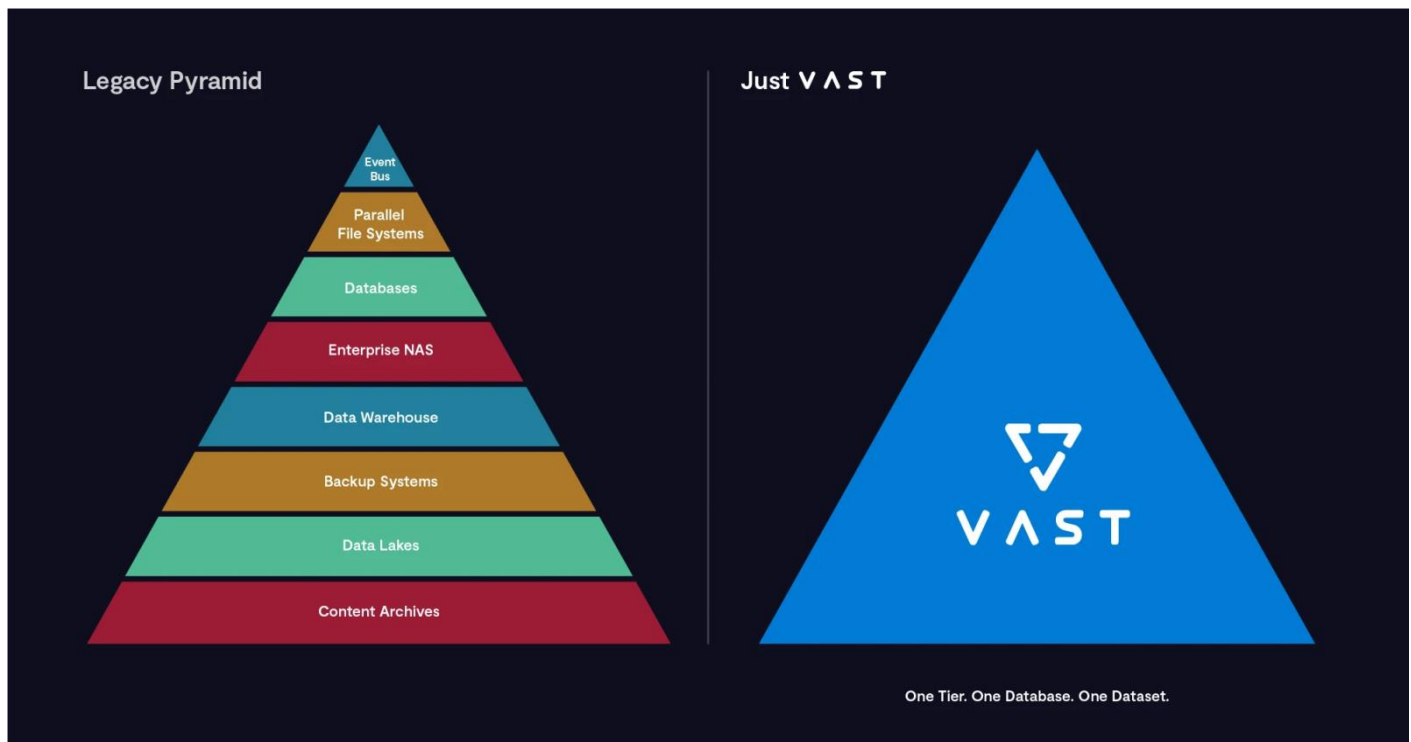 Legacy Pyramid
Event
Bus
Parallel
File Systems
Databases
Enterprise NAS
Data Warehouse
Backup Systems
Data Lakes
Content Archives
Just VAST
VAST
One Tier. One Database. One Dataset.